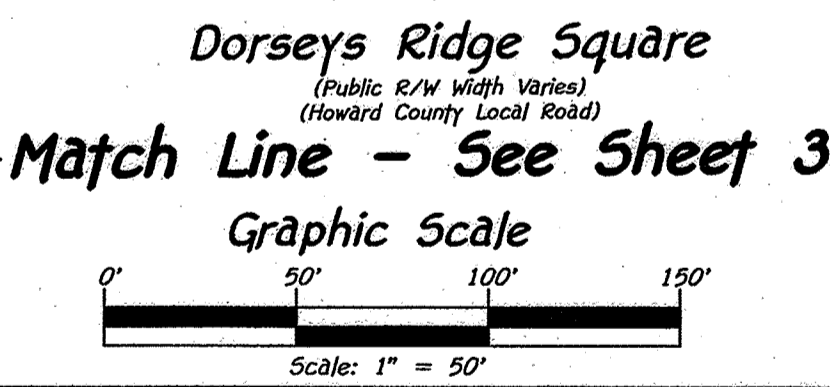 Dorseys Ridge Square
(Public R/W Width Varies)
(Howard County Local Road)
Match Line - See Sheet 3
Graphic Scale
0' 50' 100' 150'
Scale: 1" = 50'